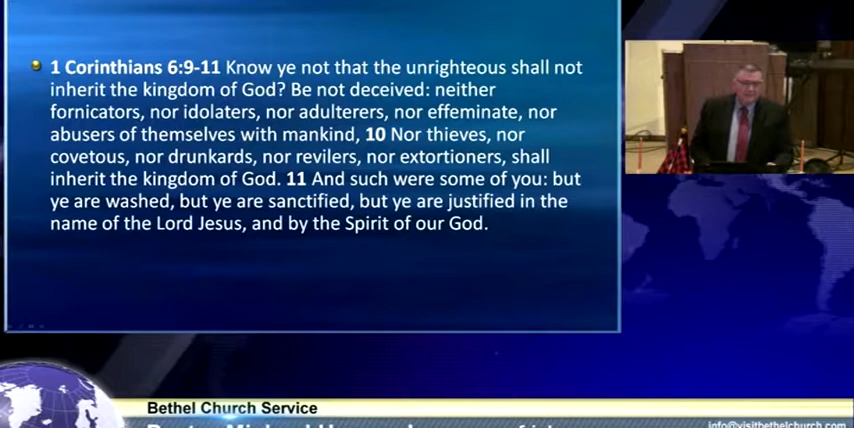 1 Corinthians 6:9-11 Know ye not that the unrighteous shall not
inherit the kingdom of God? Be not deceived: neither
fornicators, nor idolaters, nor adulterers, nor effeminate, nor
abusers of themselves with mankind, 10 Nor thieves, nor
covetous, nor drunkards, nor revilers, nor extortioners, shall
inherit the kingdom of God. 11 And such were some of you: but
ye are washed, but ye are sanctified, but ye are justified in the
name of the Lord Jesus, and by the Spirit of our God.
Bethel Church Service
info@visitbethelchurch.com